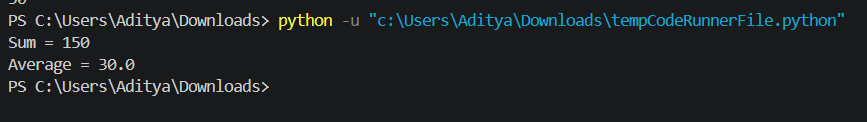 PS C:\Users\Aditya\Downloads> python -u "c:\Users\Aditya\Downloads\tempCodeRunnerFile.python"
Sum = 150
Average = 30.0
PS C:\Users\Aditya\Downloads>